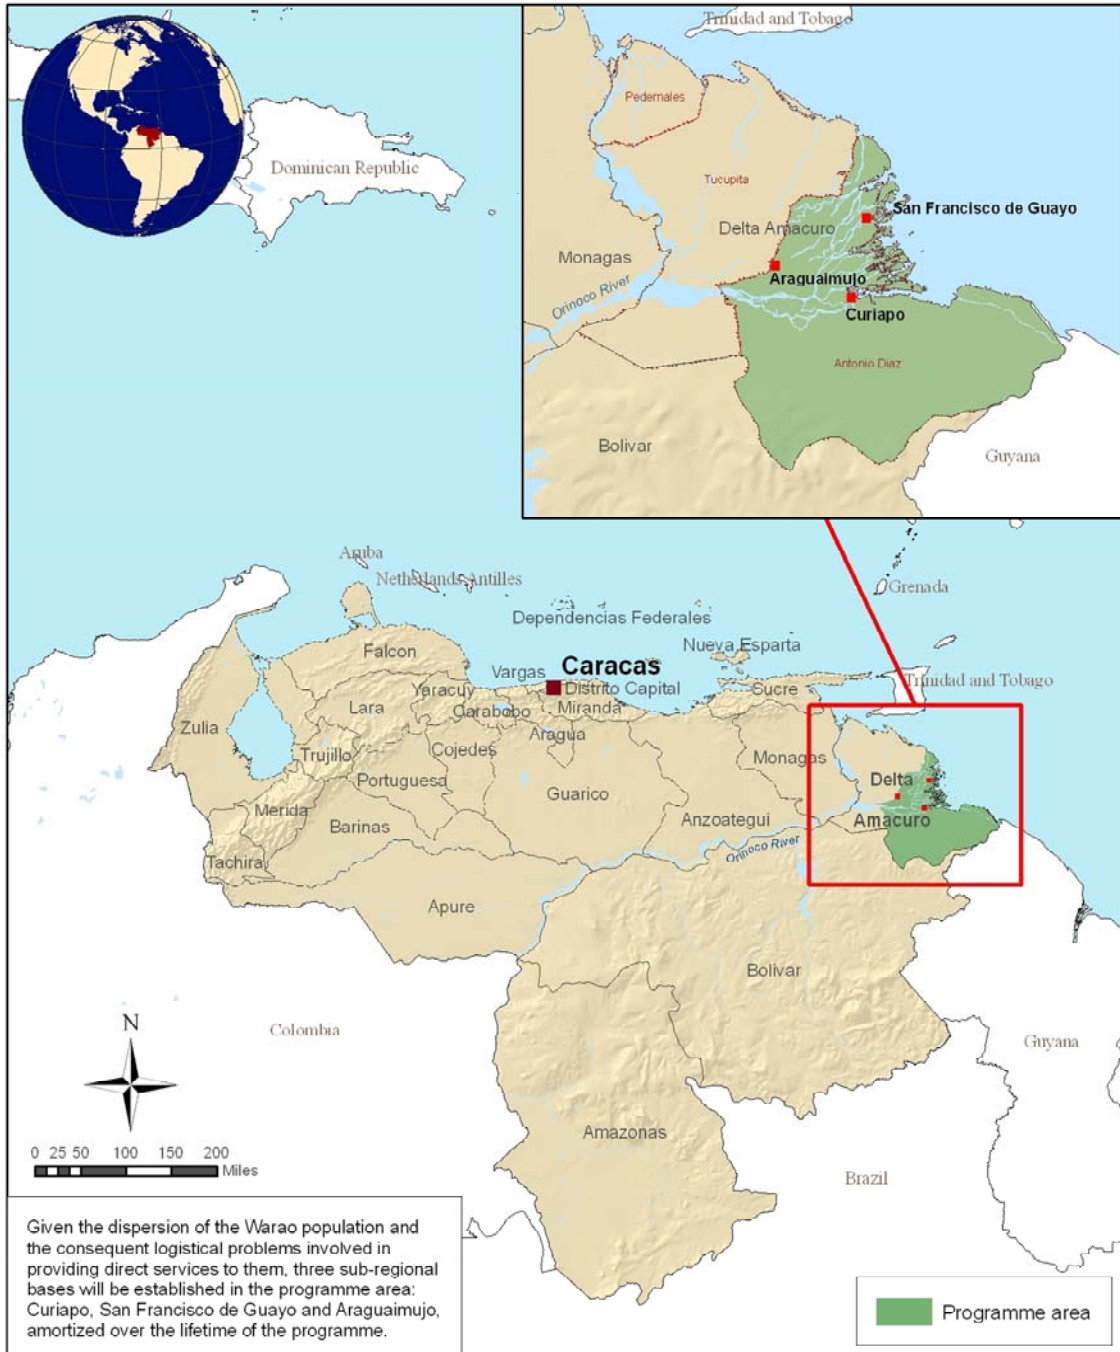 Trinidad and Tobago
Dominican Republic
Pedernales
Tucupita
San Francisco de Guayo
Delta Amacuro
Monagas
Araguaimujo
Orinoco River
Curiapo
Antonio Diaz
Bolivar
Guyana
Aruba
Netherlands Antilles
Grenada
Dependencias Federales
Nueva Esparta
Falcon
Vargas
Caracas
Trinidad and Tobago
Yaracuy
Distrito Capital
Sucre
Lara
Carabobo
Miranda
Zulia
Aragua
Trujillo
Cojedes
Monagas
Portuguesa
Delta
Guarico
Merida
Amacuro
Barinas
Anzoategui
Orinoco River
Tachira
Apure
Bolivar
N
Colombia
Guyana
Amazonas
0 25 50 100 150 200
Miles
Brazil
Given the dispersion of the Warao population and
the consequent logistical problems involved in
providing direct services to them, three sub-regional
bases will be established in the programme area:
Curiapo, San Francisco de Guayo and Araguaimujo,
amortized over the lifetime of the programme.
Programme area